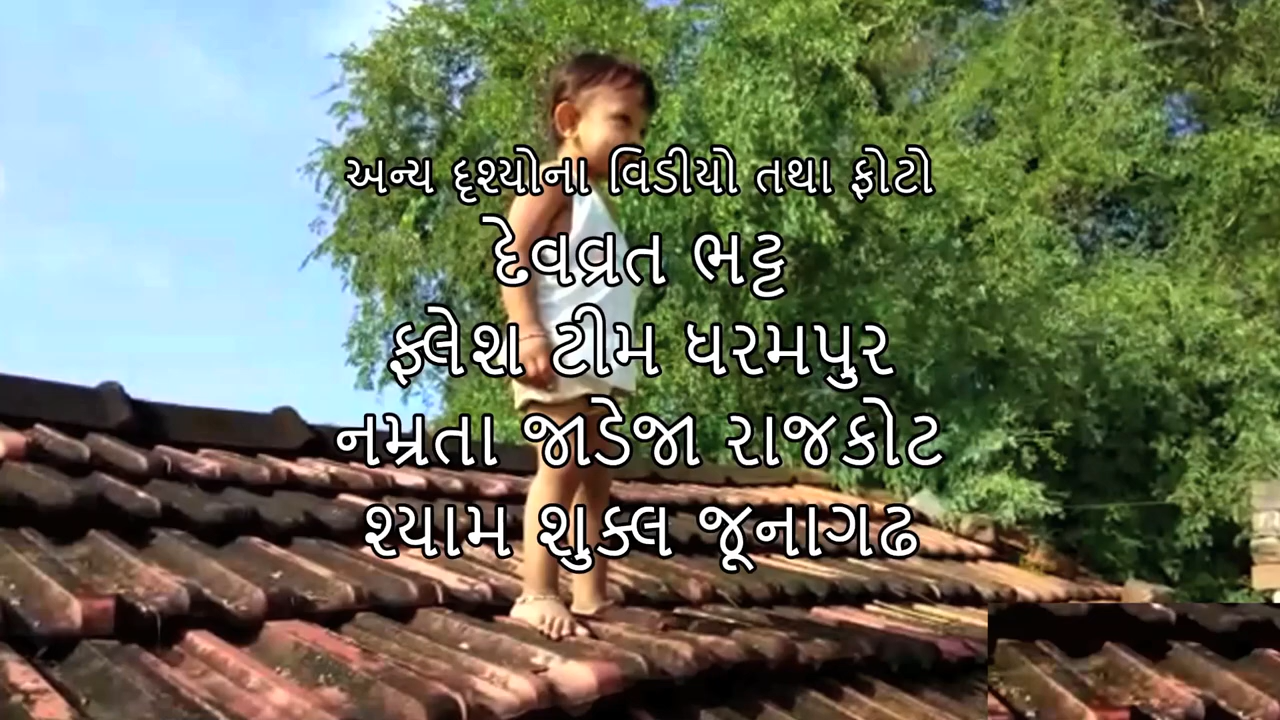 અન્ય દૃશ્યોના વિડીયો તથા ફોટો
દેવવ્રત ભટ્ટ
ફ્લેશ ટીમ ધરમપુર
નમ્રતા જાડેજા રાજકોટ
શ્યામ શુક્લ જૂનાગઢ